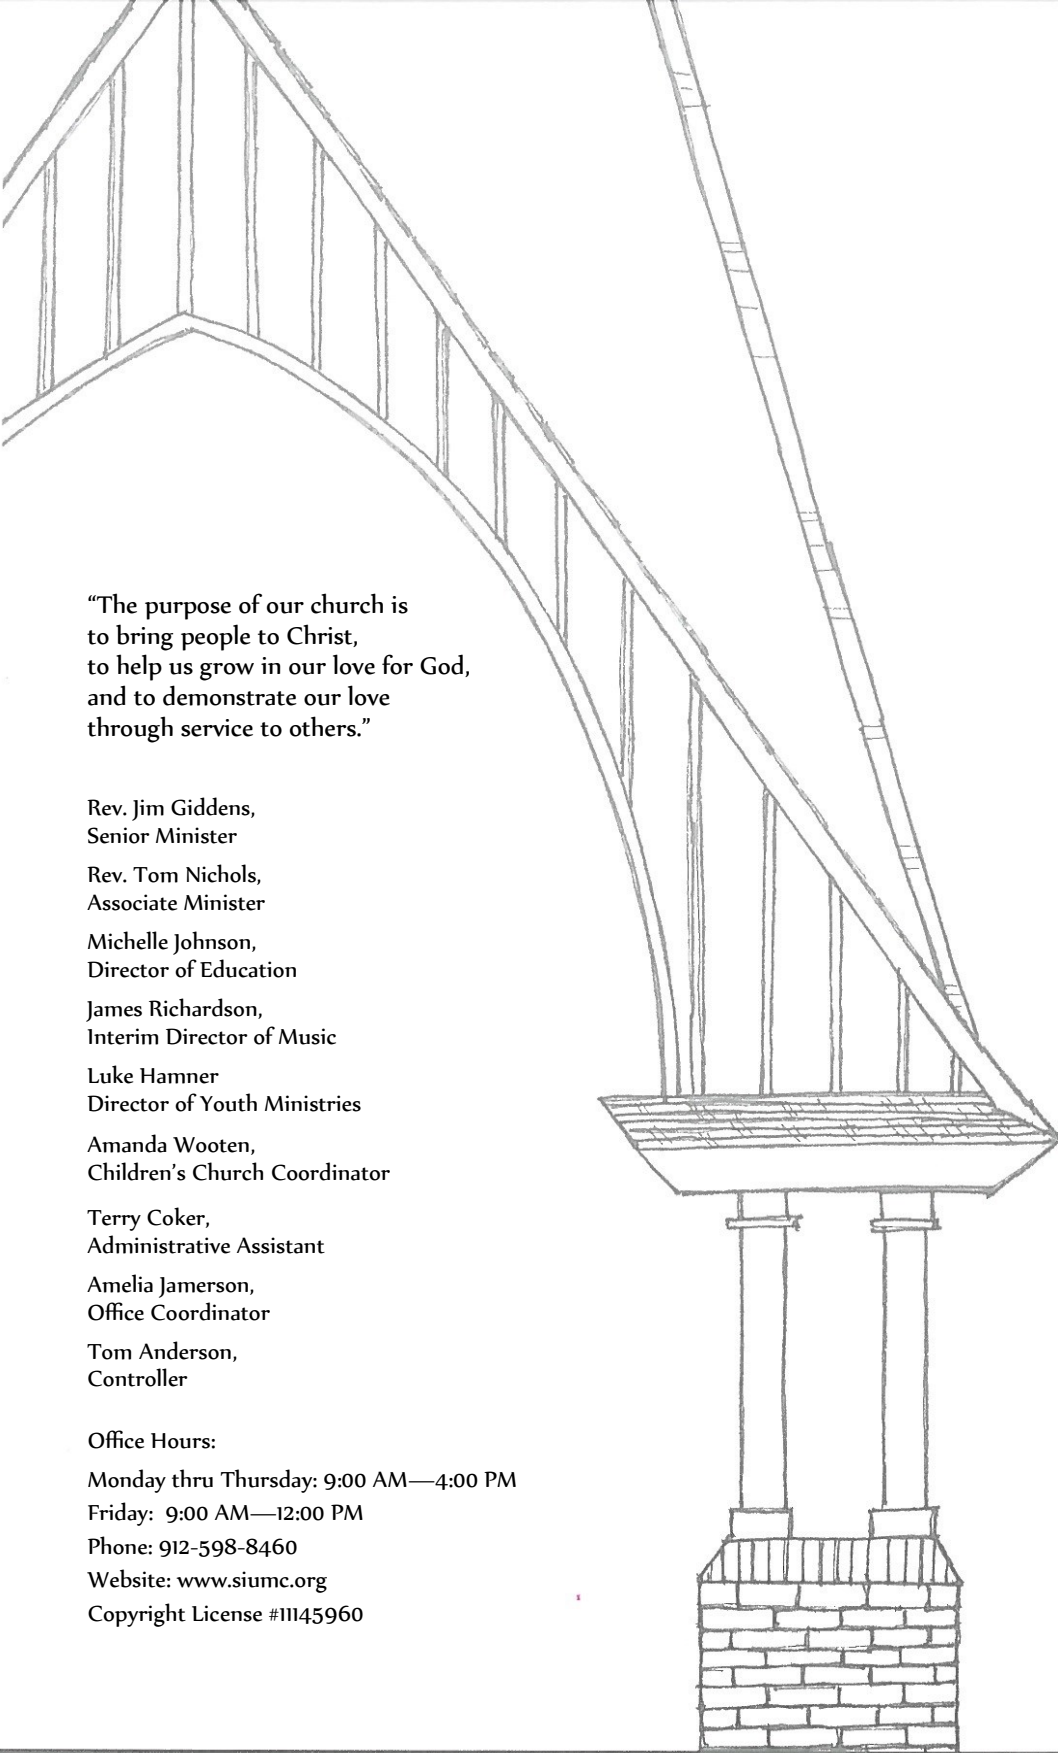 “The purpose of our church is
to bring people to Christ,
to help us grow in our love for God,
and to demonstrate our love
through service to others.”
Rev. Jim Giddens,
Senior Minister
Rev. Tom Nichols,
Associate Minister
Michelle Johnson,
Director of Education
James Richardson,
Interim Director of Music
Luke Hamner
Director of Youth Ministries
Amanda Wooten,
Children’s Church Coordinator
Terry Coker,
Administrative Assistant
Amelia Jamerson,
Office Coordinator
Tom Anderson,
Controller
Office Hours:
Monday thru Thursday: 9:00 AM—4:00 PM
Friday:  9:00 AM—12:00 PM
Phone: 912-598-8460
Website: www.siumc.org
Copyright License #11145960